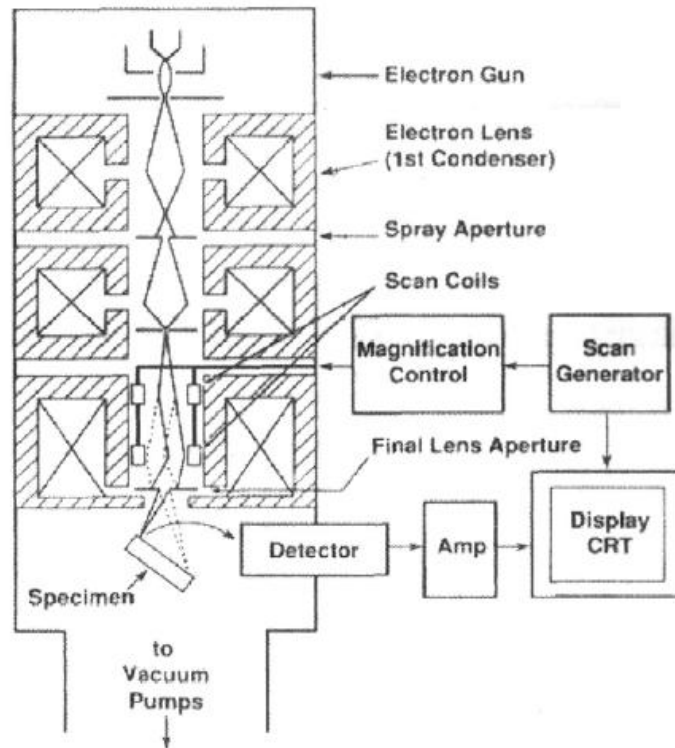 Electron Gun
Electron Lens
(1st Condenser)
Spray Aperture
Scan Coils
Magnification
Control
Scan
Generator
Final Lens Aperture
Detector
Amp
Display
CRT
Specimen
to
Vacuum
Pumps